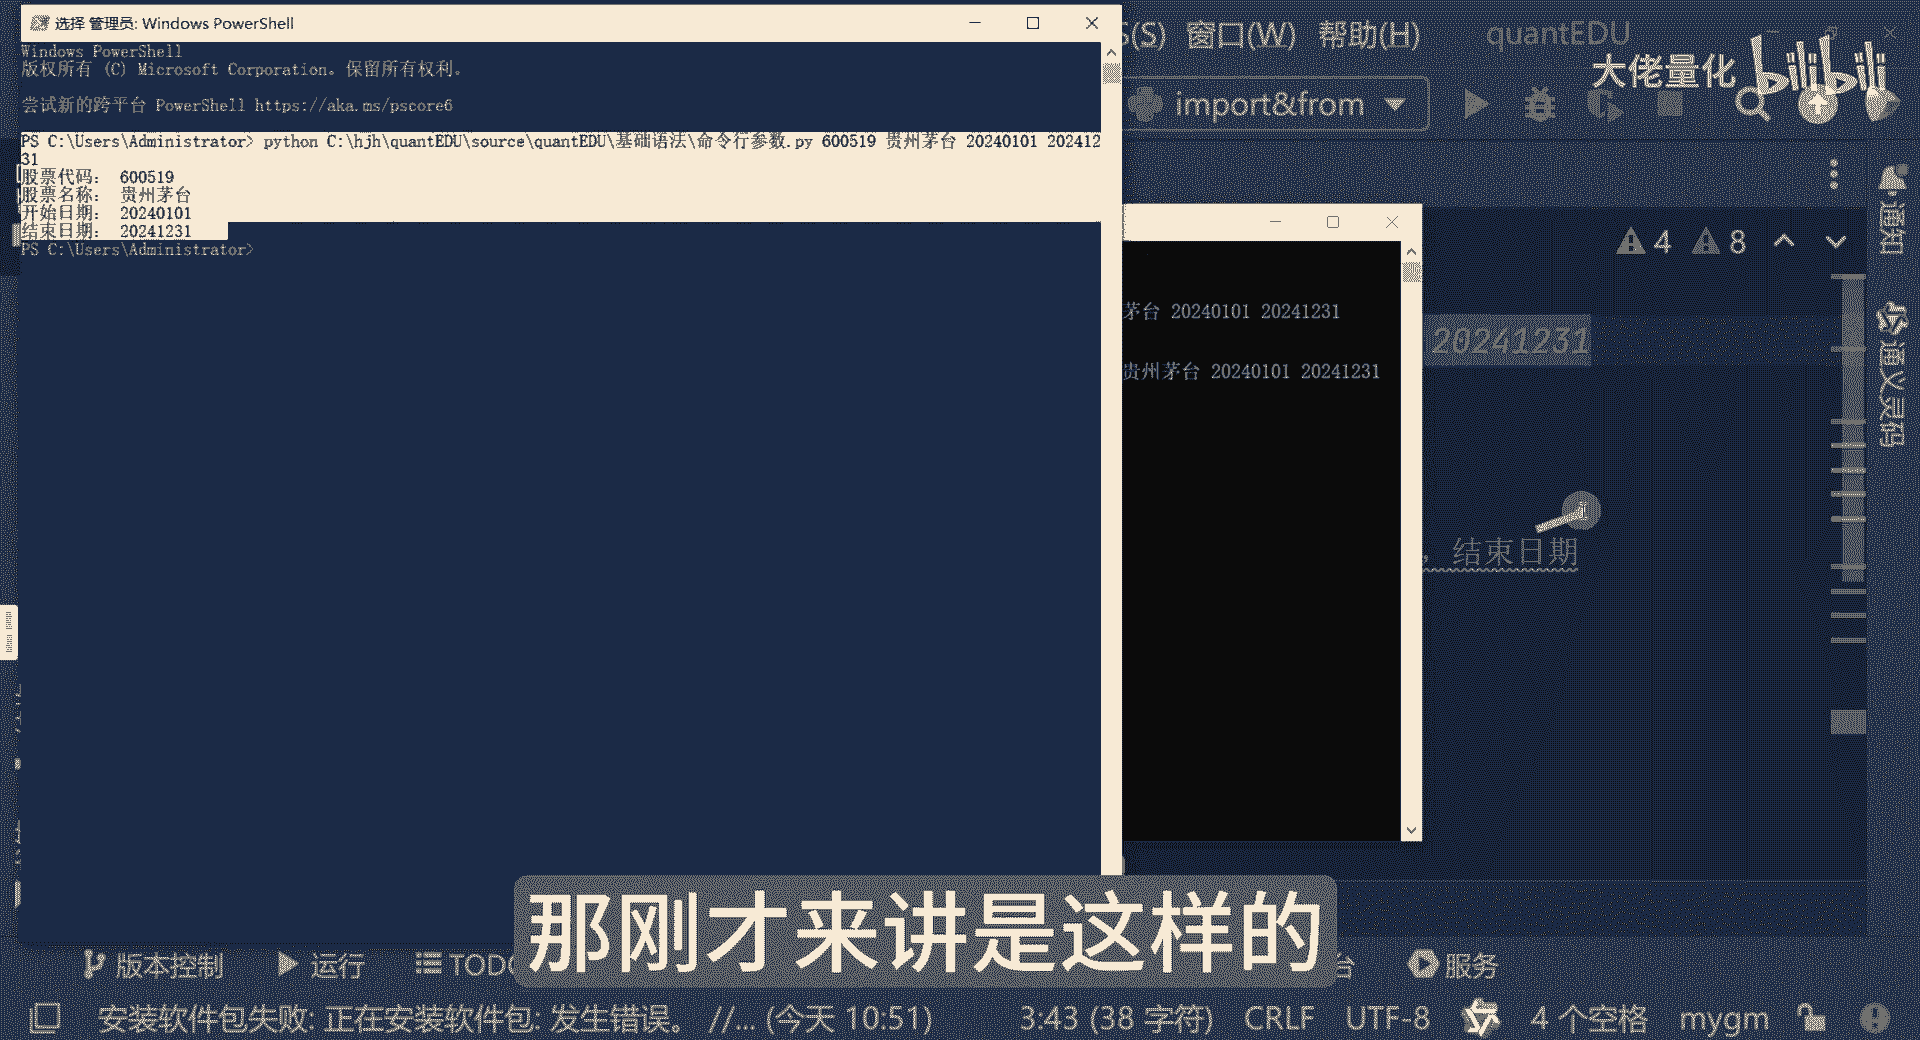 选择 管理员: Windows PowerShell
Windows PowerShell
版权所有 (C) Microsoft Corporation。保留所有权利。
尝试新的跨平台 PowerShell https://aka.ms/pscore6
PS C:\Users\Administrator> python C:\hjh\quantEDU\source\quantEDU\基础语法\命令行参数.py 600519 贵州茅台 20240101 202412
31
股票代码: 600519
股票名称: 贵州茅台
开始日期: 20240101
结束日期: 20241231
PS C:\Users\Administrator>
S(S) 窗口(W) 帮助(H) quantEDU
大佬量化 bilibili
import&from
4 8
通知
通义灵码
茅台 20240101 20241231
贵州茅台 20240101 20241231
20241231
, 结束日期
那刚才来讲是这样的
版本控制 运行 TODO 台 服务
安装软件包失败: 正在安装软件包: 发生错误。 //... (今天 10:51) 3:43 (38 字符) CRLF UTF-8 4 个空格 mygm